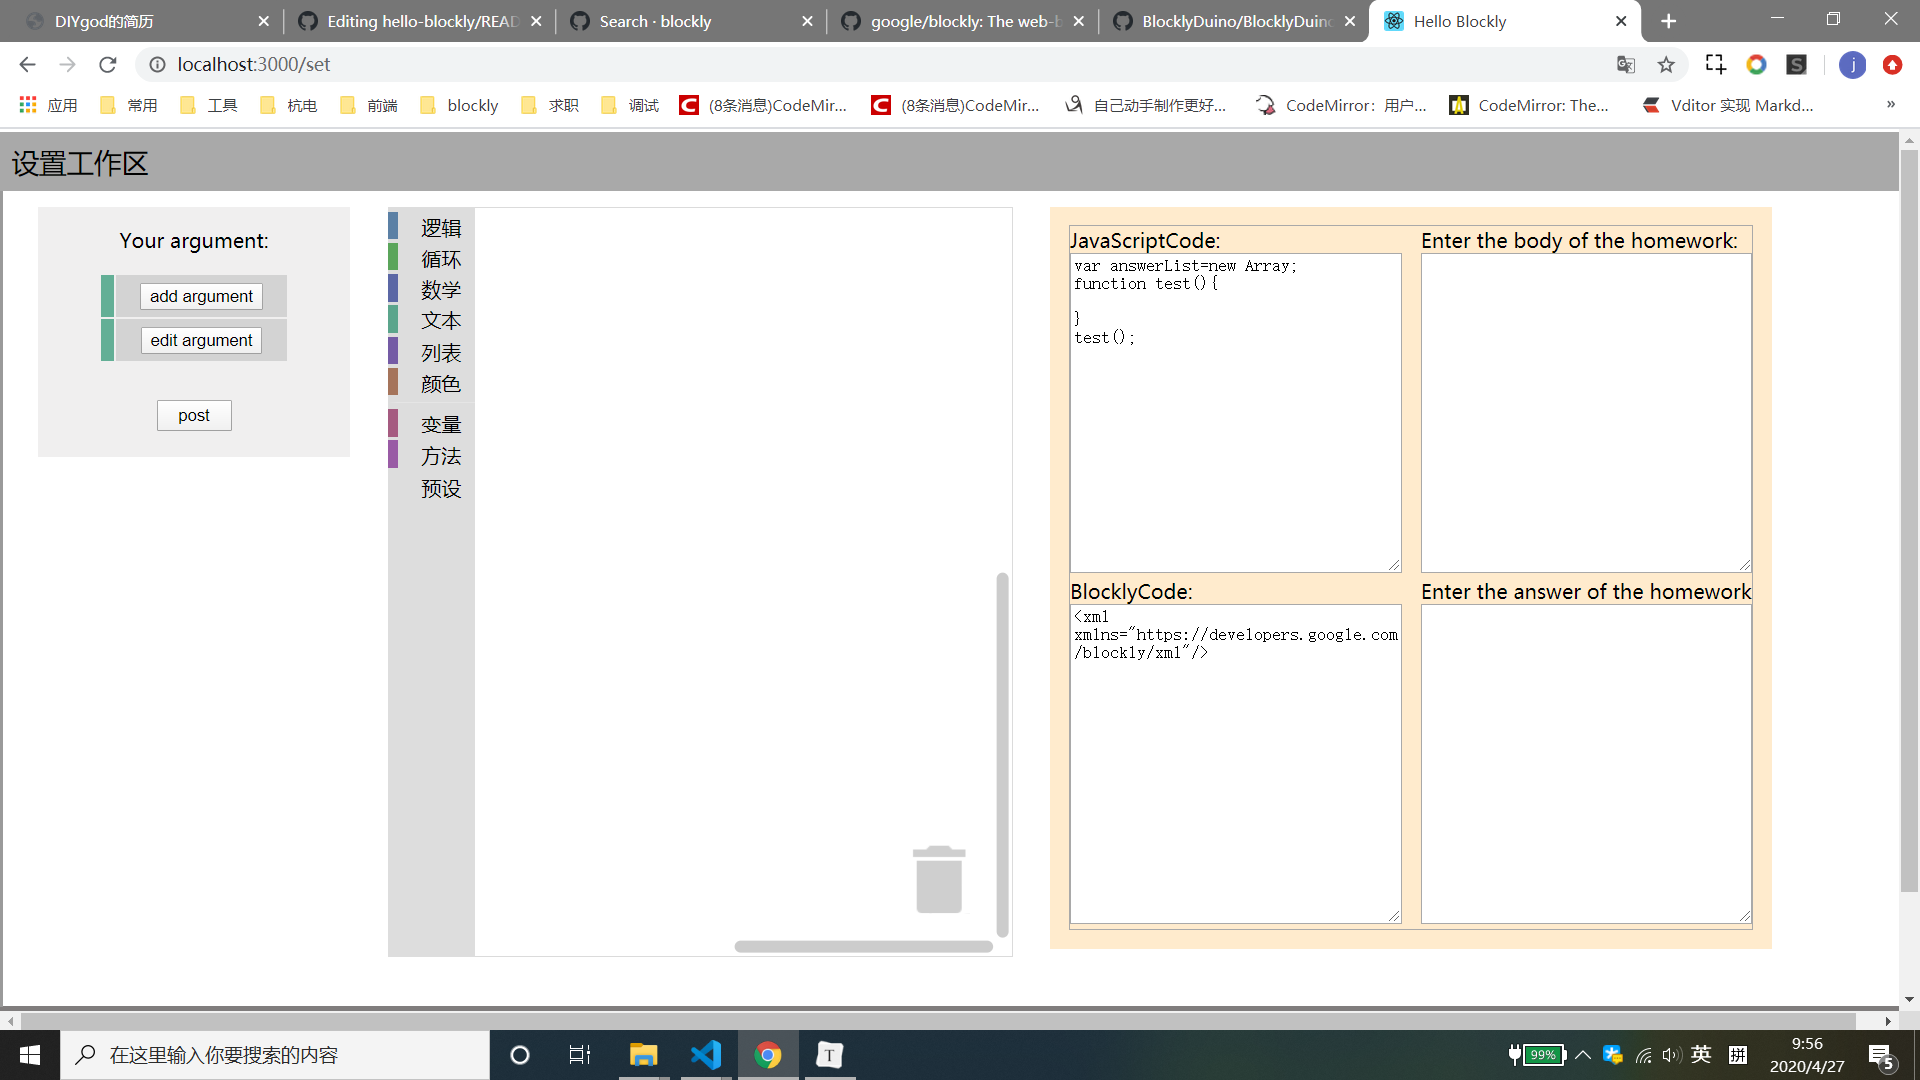 DIYgod的简历
Editing hello-blockly/READ
Search · blockly
google/blockly: The web-b
BlocklyDuino/BlocklyDuino
Hello Blockly
localhost:3000/set
j
应用
常用
工具
杭电
前端
blockly
求职
调试
(8条消息)CodeMir...
(8条消息)CodeMir...
自己动手制作更好...
CodeMirror：用户...
CodeMirror: The...
Vditor 实现 Markd...
»
设置工作区
Your argument:
add argument
edit argument
post
逻辑
循环
数学
文本
列表
颜色
变量
方法
预设
JavaScriptCode:
var answerList=new Array;
function test(){
}
test();
Enter the body of the homework:
BlocklyCode:
<xml
xmlns="https://developers.google.com
/blockly/xml"/>
Enter the answer of the homework
在这里输入你要搜索的内容
T
99%
英
拼
9:56
2020/4/27
5